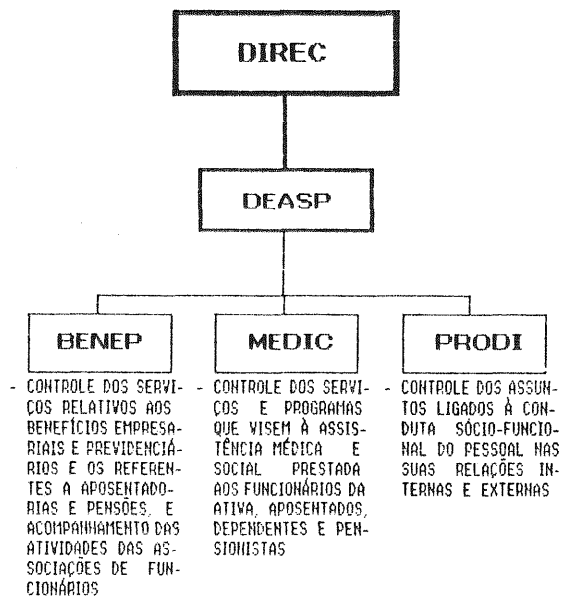 DIREC
DEASP
BENEP
- CONTROLE DOS SERVI-
ÇOS RELATIVOS AOS
BENEFÍCIOS EMPRESA-
RIAIS E PREVIDENCIÁ-
RIOS E OS REFEREN-
TES A APOSENTADO-
RIAS E PENSÕES, E
ACOMPANHAMENTO DAS
ATIVIDADES DAS AS-
SOCIAÇÕES DE FUN-
CIONÁRIOS
MEDIC
- CONTROLE DOS SERVI-
ÇOS E PROGRAMAS
QUE VISEM À ASSIS-
TÊNCIA MÉDICA E
SOCIAL PRESTADA
AOS FUNCIONÁRIOS DA
ATIVA, APOSENTADOS,
DEPENDENTES E PEN-
SIONISTAS
PRODI
- CONTROLE DOS ASSUN-
TOS LIGADOS À CON-
DUTA SÓCIO-FUNCIO-
NAL DO PESSOAL NAS
SUAS RELAÇÕES IN-
TERNAS E EXTERNAS